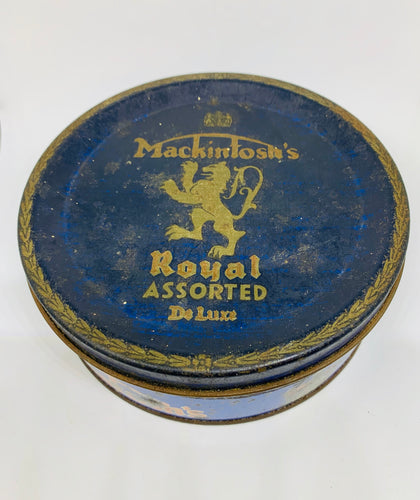 Mackintosh's
Royal
ASSORTED
De Luxe